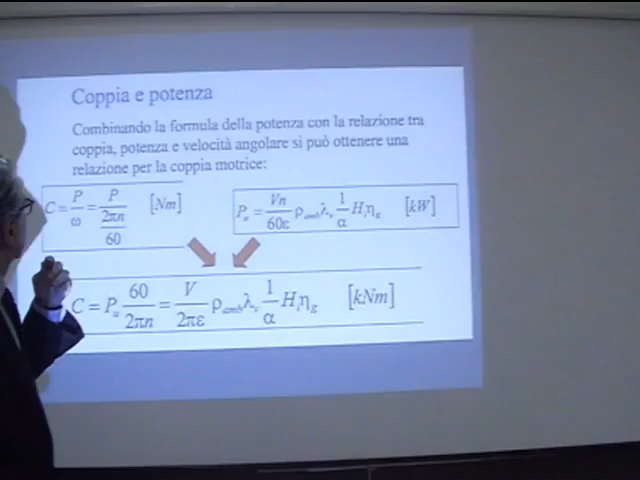 Coppia e potenza
Combinando la formula della potenza con la relazione tra
coppia, potenza e velocità angolare si può ottenere una
relazione per la coppia motrice:
C = P/ω = P/(2πn/60) [Nm]
P_u = Vn/60ε ρ_amb λ_v 1/α H_i η_g [kW]
C = P_u 60/2πn = V/2πε ρ_amb λ_v 1/α H_i η_g [kNm]